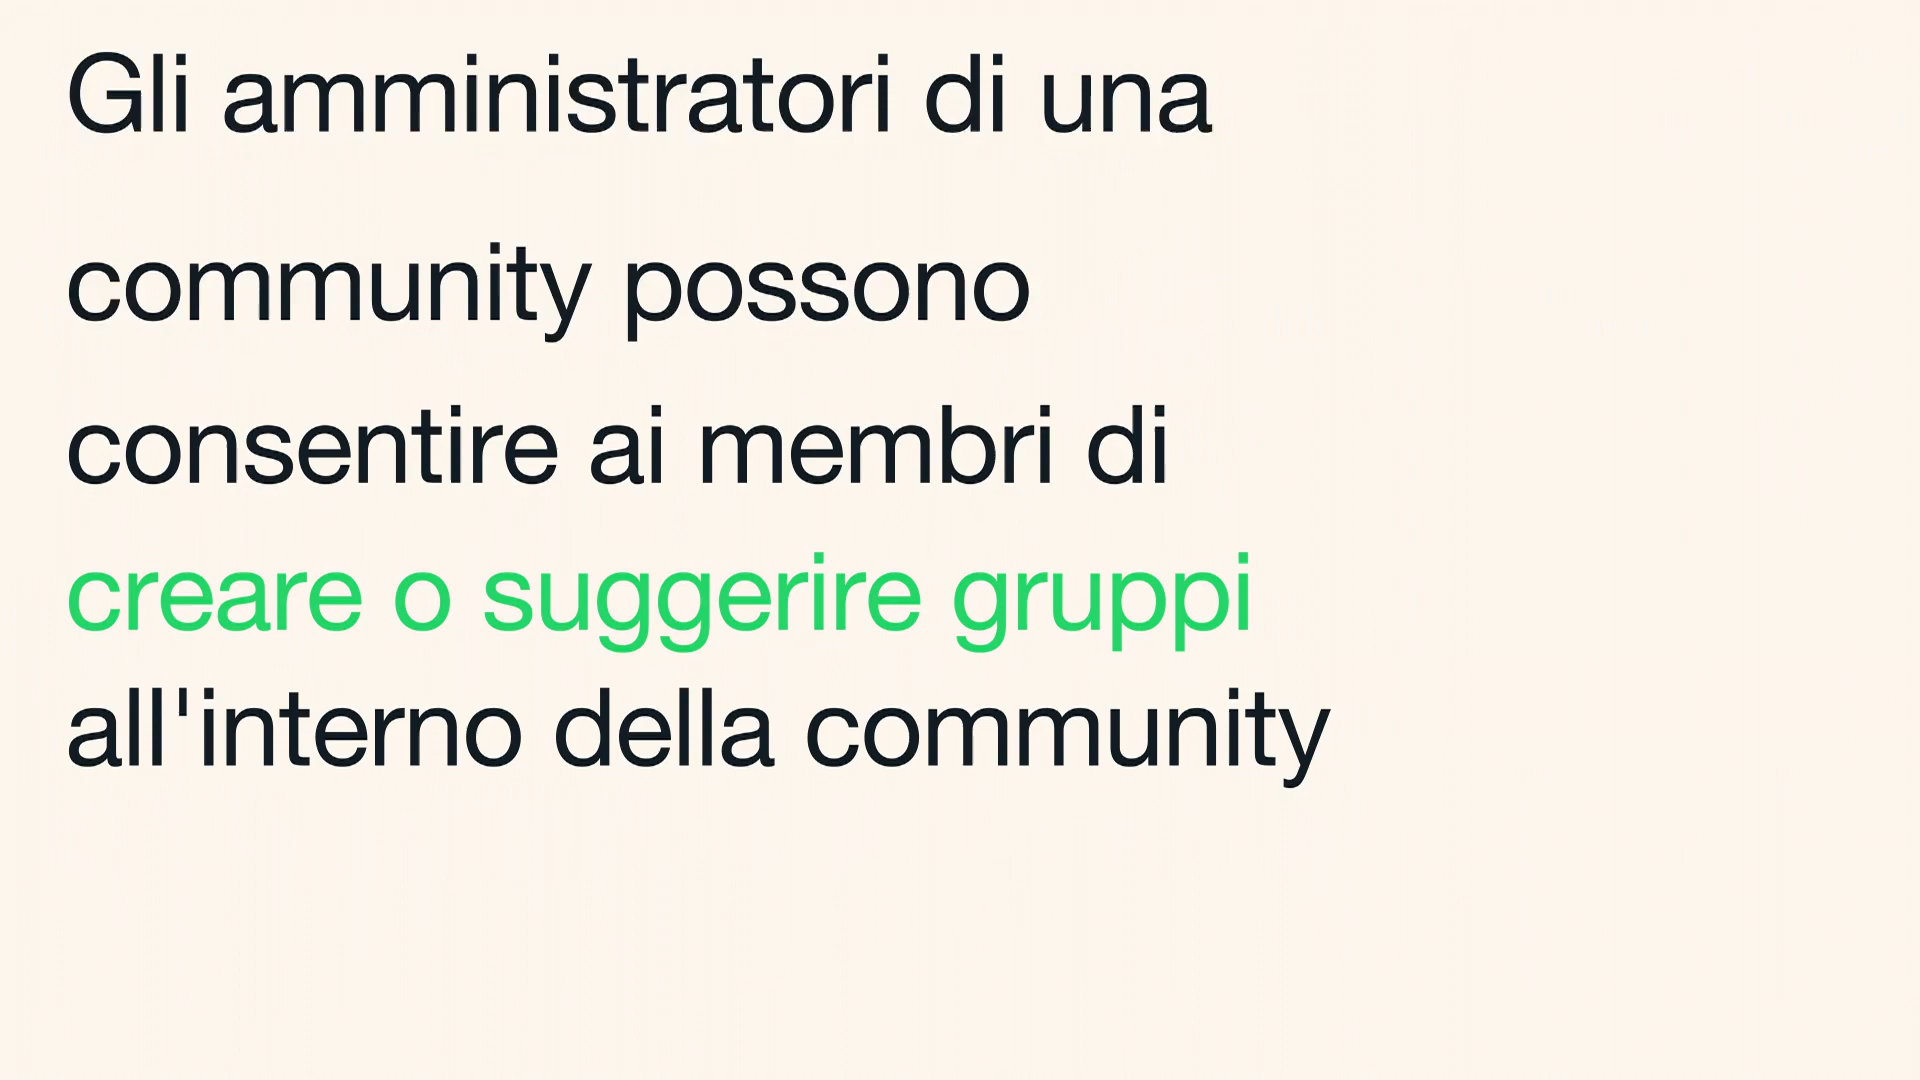 Gli amministratori di una
community possono
consentire ai membri di
creare o suggerire gruppi
all'interno della community